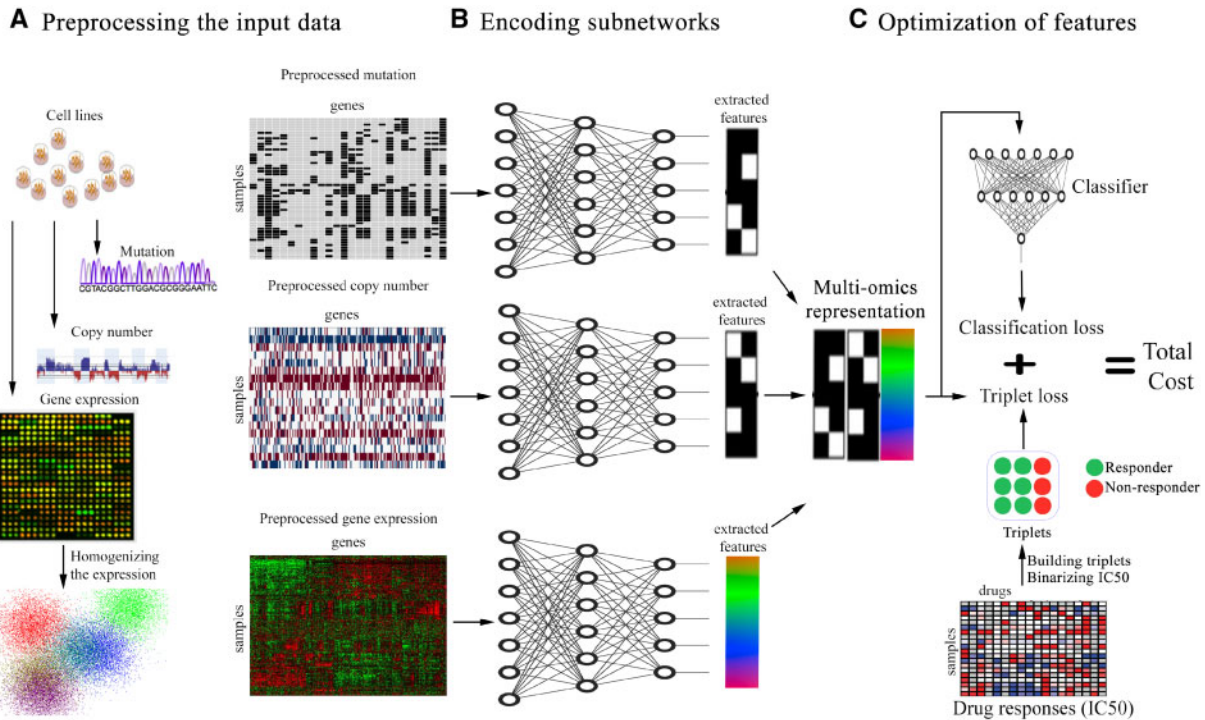 A Preprocessing the input data
Cell lines
Mutation
CGTACGGCTTGGACGCGGGAATTC
Copy number
Gene expression
Homogenizing
the expression
Preprocessed mutation
genes
samples
Preprocessed copy number
genes
samples
Preprocessed gene expression
genes
samples
B Encoding subnetworks
extracted
features
extracted
features
extracted
features
Multi-omics
representation
C Optimization of features
Classifier
Classification loss
+
Triplet loss
= Total
Cost
Responder
Non-responder
Triplets
Building triplets
Binarizing IC50
drugs
samples
Drug responses (IC50)